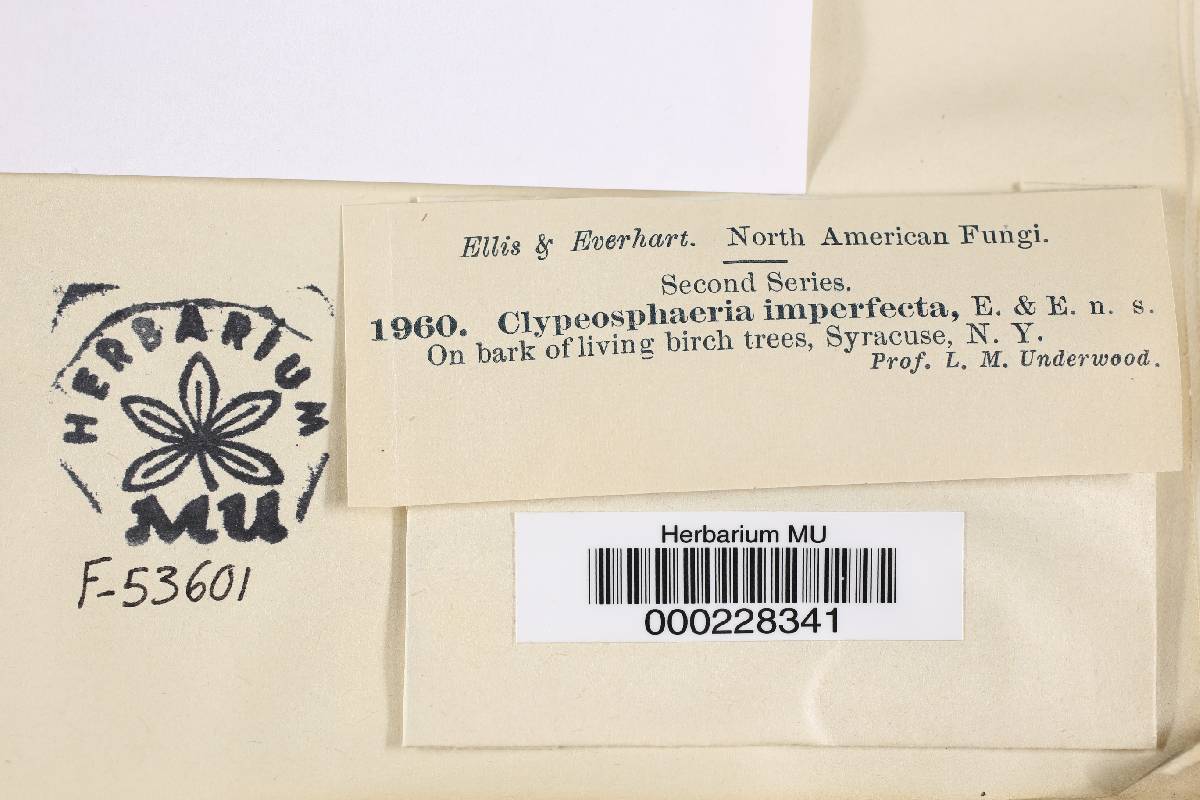 Ellis & Everhart. North American Fungi.
Second Series.
1960. Clypeosphaeria imperfecta, E. & E. n. s.
On bark of living birch trees, Syracuse, N. Y.
Prof. L. M. Underwood.
HERBARIUM
MU
F-53601
Herbarium MU
000228341